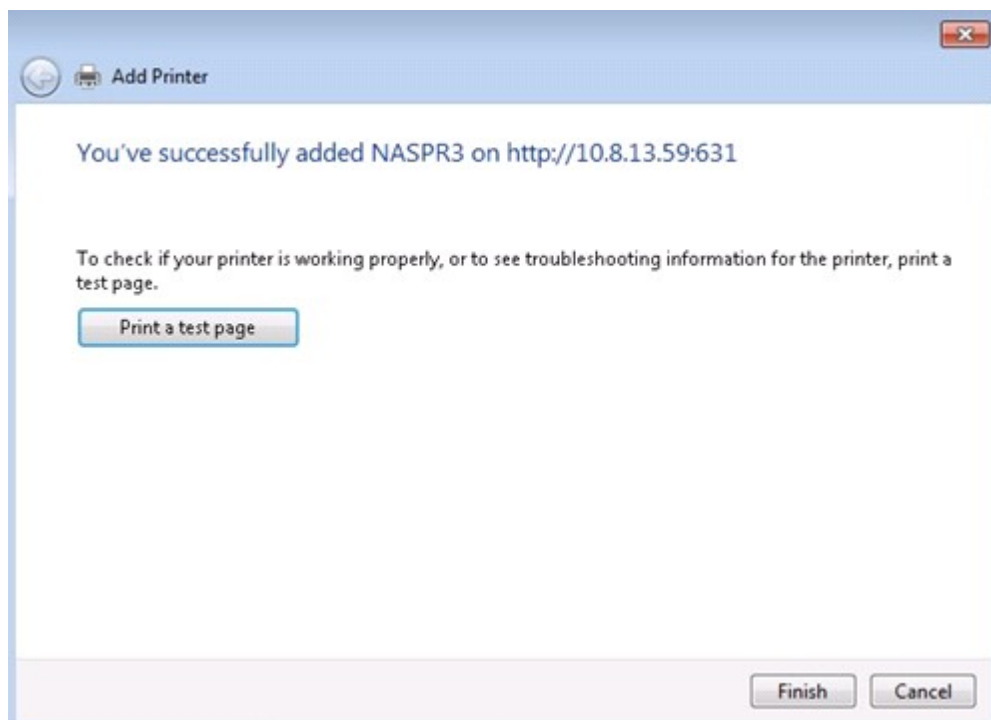 Add Printer
You've successfully added NASPR3 on http://10.8.13.59:631
To check if your printer is working properly, or to see troubleshooting information for the printer, print a
test page.
Print a test page
Finish Cancel